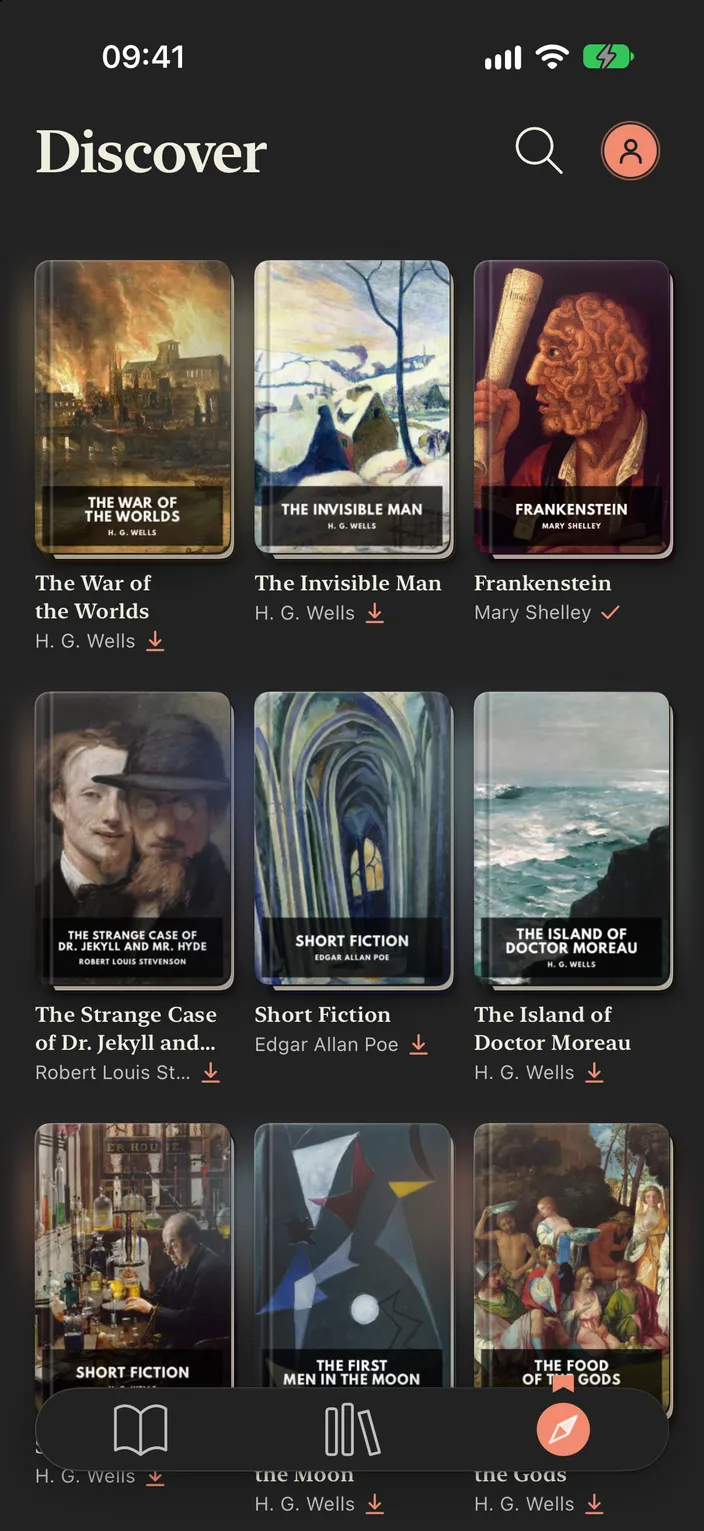 09:41
Discover
THE WAR OF
THE WORLDS
H. G. WELLS
THE INVISIBLE MAN
H. G. WELLS
FRANKENSTEIN
MARY SHELLEY
The War of
the Worlds
H. G. Wells
The Invisible Man
H. G. Wells
Frankenstein
Mary Shelley
THE STRANGE CASE OF
DR. JEKYLL AND MR. HYDE
ROBERT LOUIS STEVENSON
SHORT FICTION
EDGAR ALLAN POE
THE ISLAND OF
DOCTOR MOREAU
H. G. WELLS
The Strange Case
of Dr. Jekyll and...
Robert Louis St...
Short Fiction
Edgar Allan Poe
The Island of
Doctor Moreau
H. G. Wells
SHORT FICTION
THE FIRST
MEN IN THE MOON
THE FOOD
OF THE GODS
H. G. Wells
the Moon
H. G. Wells
the Gods
H. G. Wells